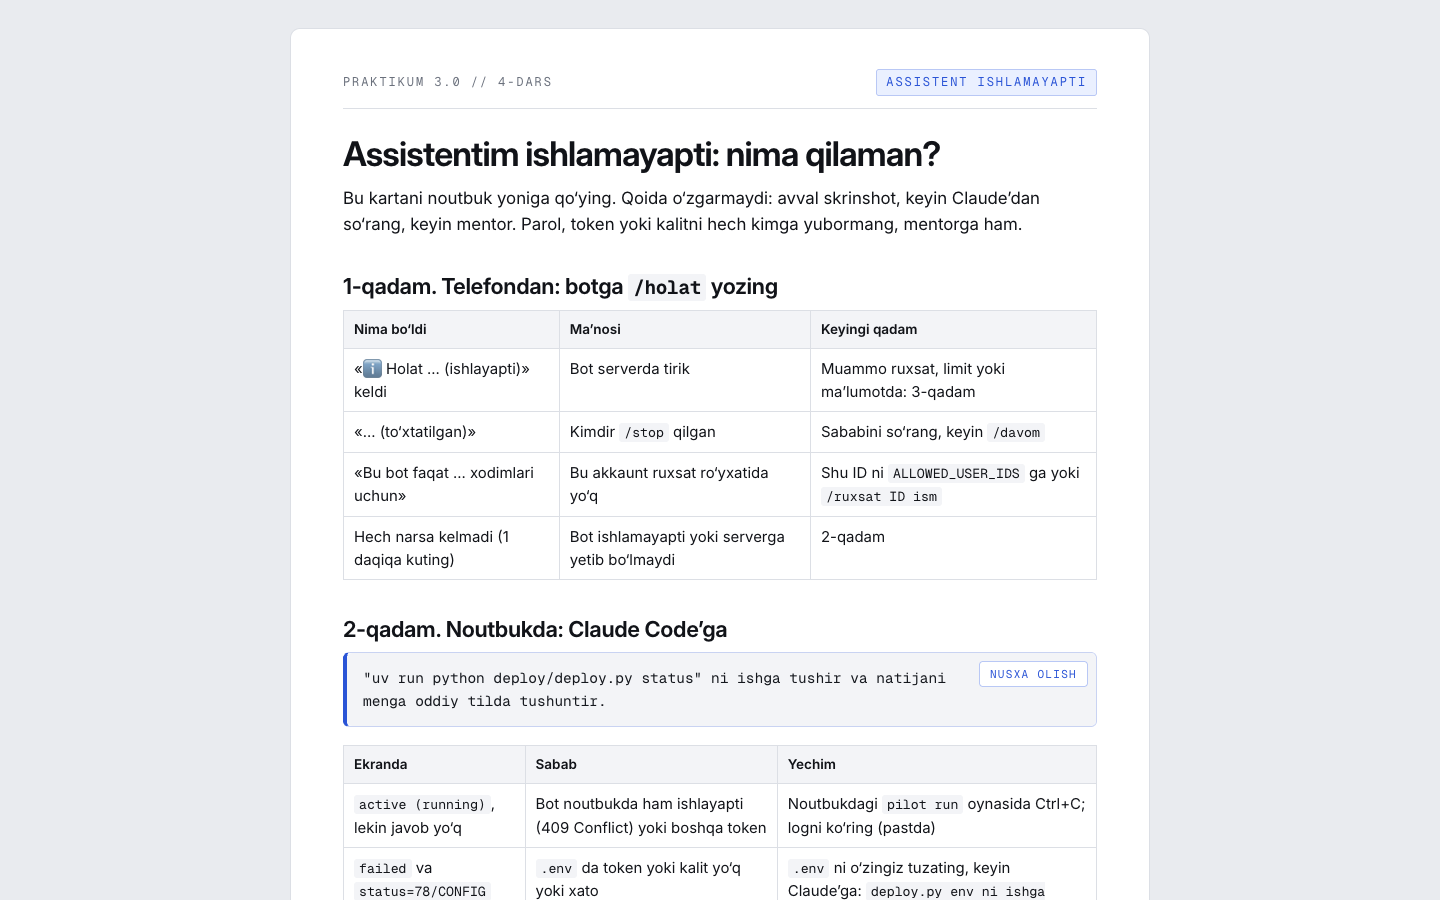 PRAKTIKUM 3.0 // 4-DARS
ASSISTENT ISHLAMAYAPTI
Assistentim ishlamayapti: nima qilaman?
Bu kartani noutbuk yoniga qo‘ying. Qoida o‘zgarmaydi: avval skrinshot, keyin Claude’dan
so‘rang, keyin mentor. Parol, token yoki kalitni hech kimga yubormang, mentorga ham.
1-qadam. Telefondan: botga /holat yozing
Nima bo‘ldi
Ma’nosi
Keyingi qadam
«ℹ️ Holat ... (ishlayapti)»
keldi
Bot serverda tirik
Muammo ruxsat, limit yoki
ma’lumotda: 3-qadam
«... (to‘xtatilgan)»
Kimdir /stop qilgan
Sababini so‘rang, keyin /davom
«Bu bot faqat ... xodimlari
uchun»
Bu akkaunt ruxsat ro‘yxatida
yo‘q
Shu ID ni ALLOWED_USER_IDS ga yoki
/ruxsat ID ism
Hech narsa kelmadi (1
daqiqa kuting)
Bot ishlamayapti yoki serverga
yetib bo‘lmaydi
2-qadam
2-qadam. Noutbukda: Claude Code’ga
"uv run python deploy/deploy.py status" ni ishga tushir va natijani
menga oddiy tilda tushuntir.
NUSXA OLISH
Ekranda
Sabab
Yechim
active (running),
lekin javob yo‘q
Bot noutbukda ham ishlayapti
(409 Conflict) yoki boshqa token
Noutbukdagi pilot run oynasida Ctrl+C;
logni ko‘ring (pastda)
failed va
status=78/CONFIG
.env da token yoki kalit yo‘q
yoki xato
.env ni o‘zingiz tuzating, keyin
Claude’ga: deploy.py env ni ishga